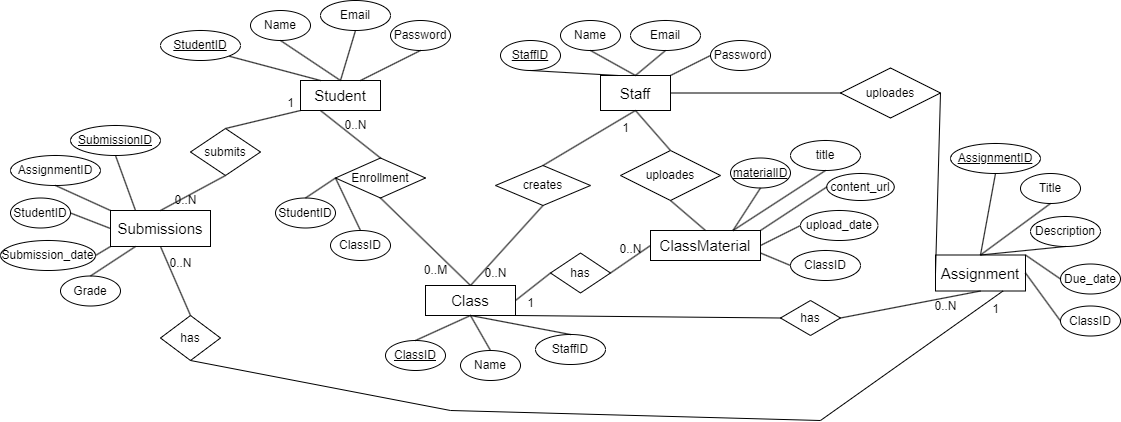 Email
Name
StudentID
Password
Student
1
0..N
Name
Email
StaffID
Password
Staff
1
uploades
SubmissionID
AssignmentID
StudentID
Submission_date
Grade
submits
0..N
Submissions
0..N
Enrollment
StudentID
ClassID
creates
uploades
materialID
title
content_url
upload_date
ClassID
ClassMaterial
0..N
has
0..M
0..N
Class
1
ClassID
Name
StaffID
has
AssignmentID
Title
Description
Due_date
ClassID
Assignment
0..N
1
has